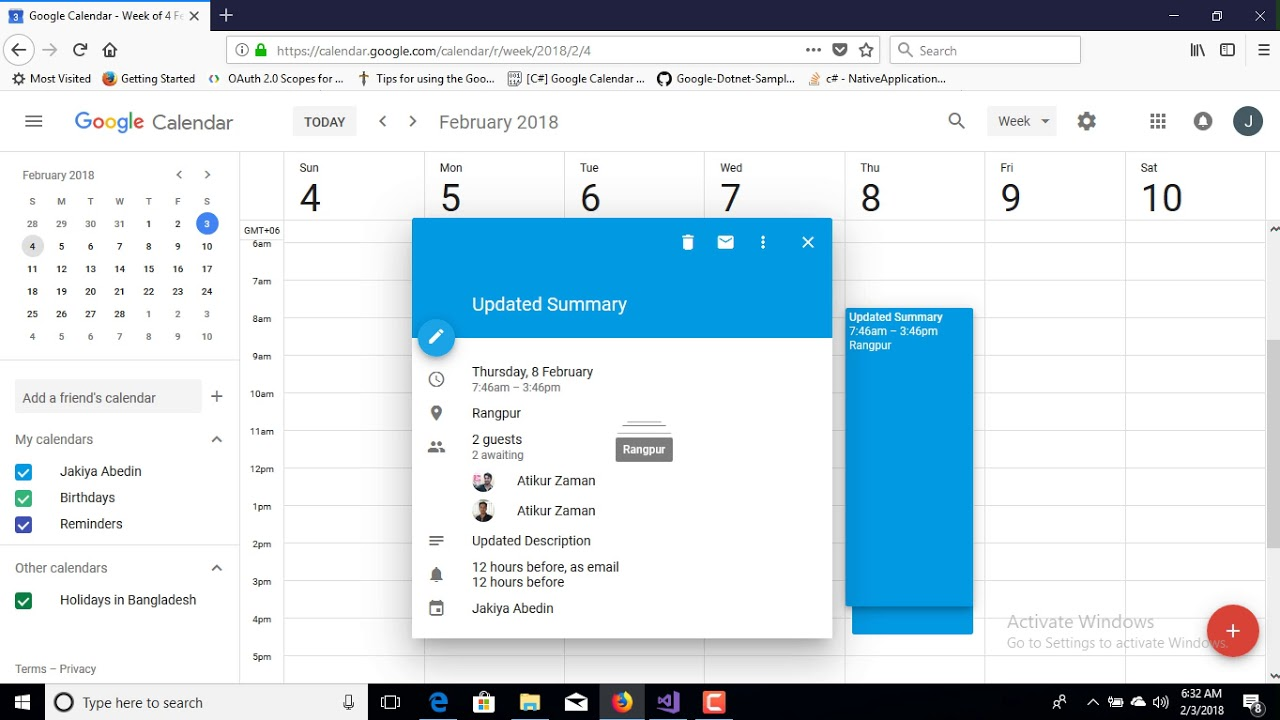 Google Calendar - Week of 4 Fe
https://calendar.google.com/calendar/r/week/2018/2/4
Search
Most Visited
Getting Started
OAuth 2.0 Scopes for ...
Tips for using the Goo...
[C#] Google Calendar ...
Google-Dotnet-Sampl...
c# - NativeApplication...
Google Calendar
TODAY
February 2018
Week
J
February 2018
S M T W T F S
28 29 30 31 1 2 3
4 5 6 7 8 9 10
11 12 13 14 15 16 17
18 19 20 21 22 23 24
25 26 27 28 1 2 3
4 5 6 7 8 9 10
Add a friend's calendar
My calendars
Jakiya Abedin
Birthdays
Reminders
Other calendars
Holidays in Bangladesh
Terms – Privacy
Sun Mon Tue Wed Thu Fri Sat
4 5 6 7 8 9 10
GMT+06
6am
7am
8am
9am
10am
11am
12pm
1pm
2pm
3pm
4pm
5pm
Updated Summary
Thursday, 8 February
7:46am – 3:46pm
Rangpur
2 guests
2 awaiting
Rangpur
Atikur Zaman
Atikur Zaman
Updated Description
12 hours before, as email
12 hours before
Jakiya Abedin
Updated Summary
7:46am – 3:46pm
Rangpur
Activate Windows
Go to Settings to activate Windows.
Type here to search
6:32 AM
2/3/2018
8